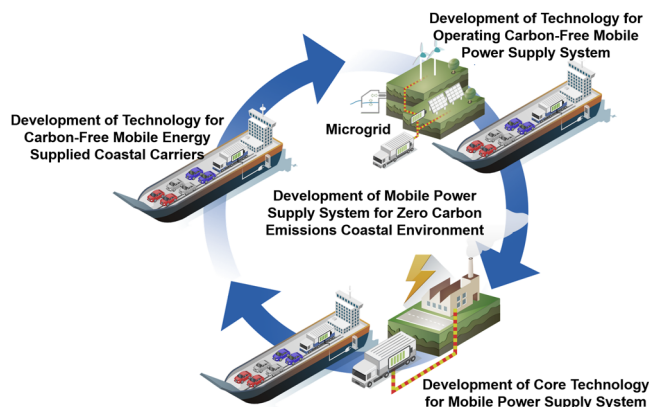 Development of Technology for
Operating Carbon-Free Mobile
Power Supply System
Development of Technology for
Carbon-Free Mobile Energy
Supplied Coastal Carriers
Microgrid
Development of Mobile Power
Supply System for Zero Carbon
Emissions Coastal Environment
Development of Core Technology
for Mobile Power Supply System